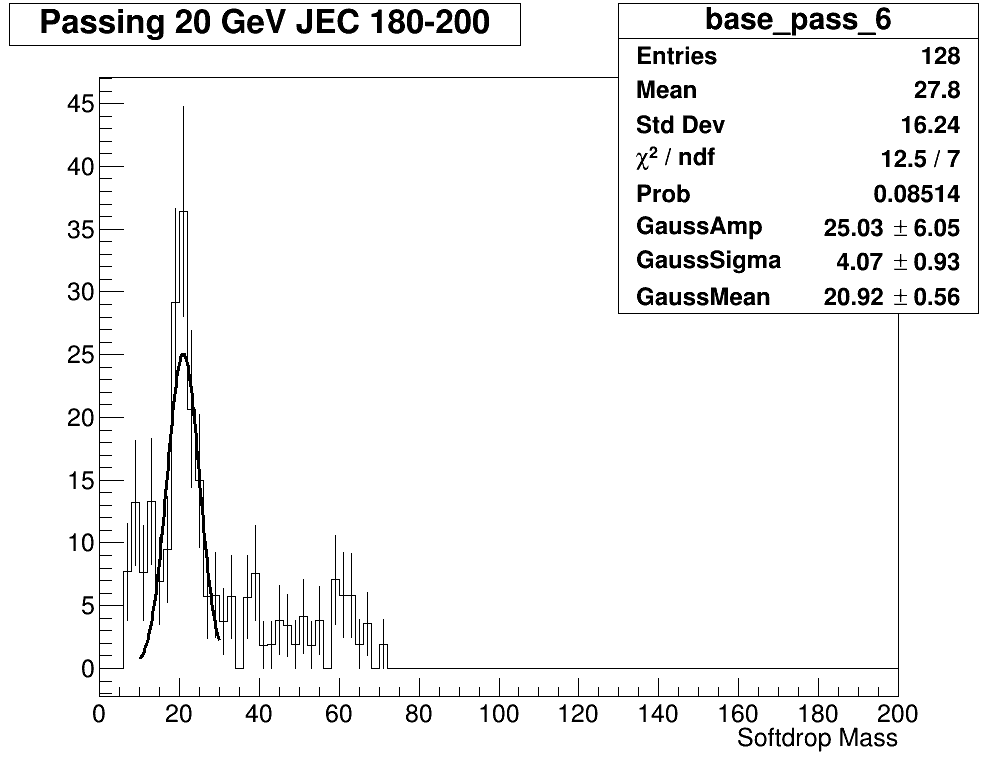 Passing 20 GeV JEC 180-200
base_pass_6
Entries 128
Mean 27.8
Std Dev 16.24
χ² / ndf 12.5 / 7
Prob 0.08514
GaussAmp 25.03 ± 6.05
GaussSigma 4.07 ± 0.93
GaussMean 20.92 ± 0.56
45
40
35
30
25
20
15
10
5
0
0 20 40 60 80 100 120 140 160 180 200
Softdrop Mass